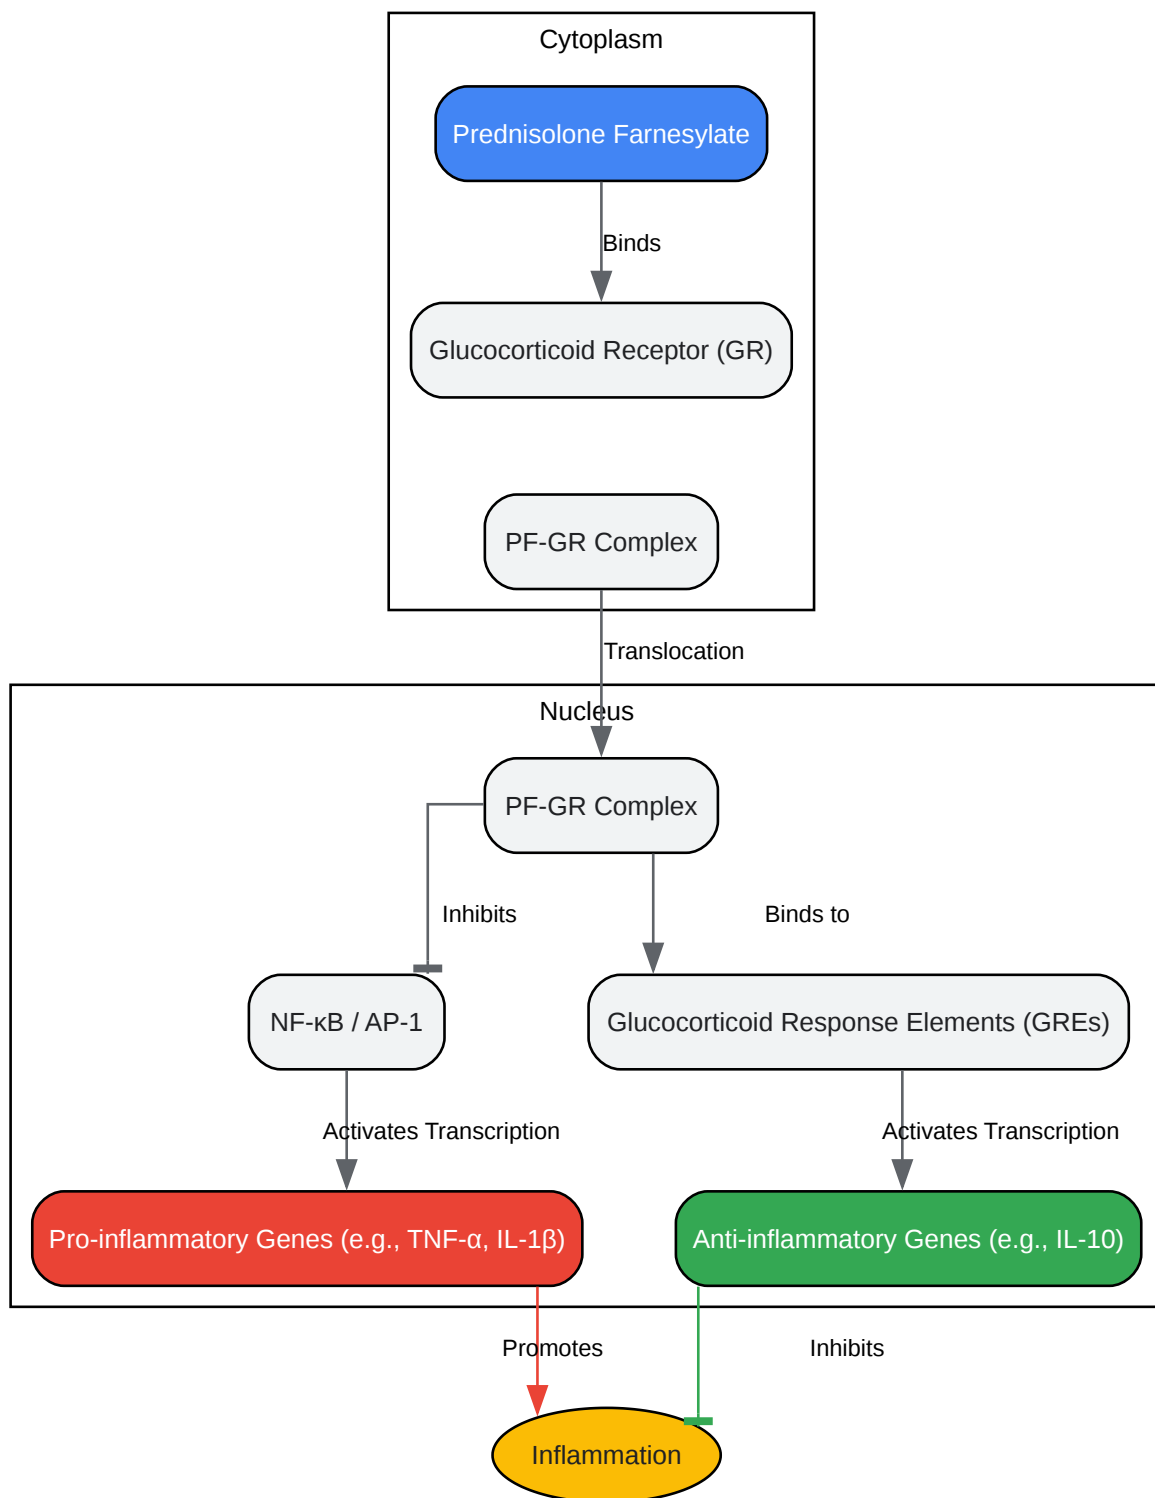 Cytoplasm
Prednisolone Farnesylate
Binds
Glucocorticoid Receptor (GR)
PF-GR Complex
Translocation
Nucleus
PF-GR Complex
Inhibits
Binds to
NF-κB / AP-1
Glucocorticoid Response Elements (GREs)
Activates Transcription
Activates Transcription
Pro-inflammatory Genes (e.g., TNF-α, IL-1β)
Anti-inflammatory Genes (e.g., IL-10)
Promotes
Inhibits
Inflammation